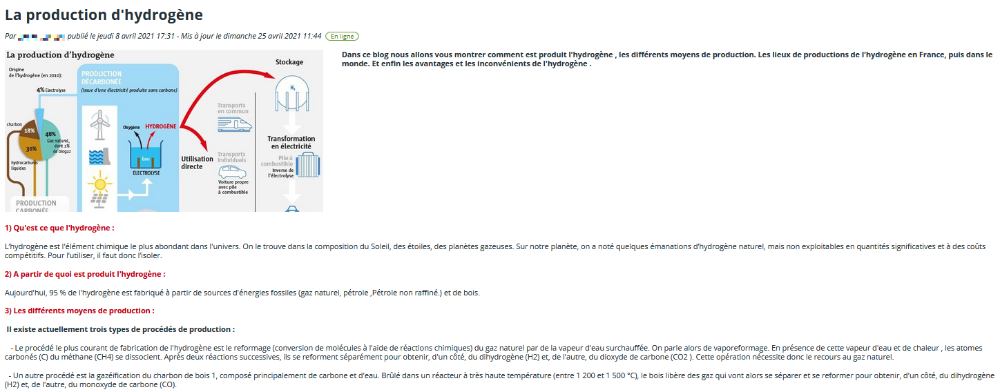 La production d'hydrogène
Par publié le jeudi 8 avril 2021 17:31 - Mis à jour le dimanche 25 avril 2021 11:44 En ligne
La production d'hydrogène
Origine
de l'hydrogène (en 2010):
4% Electrolyse
charbon
18%
48%
Gaz naturel,
dont 1%
de biogaz
30%
hydrocarbures
liquides
PRODUCTION
CARBONÉE
PRODUCTION
DÉCARBONÉE
(Issue d'une électricité produite sans carbone)
Oxygène
HYDROGÈNE
Eau
ELECTROLYSE
Utilisation
directe
Transports
en commun
Transports
Individuels
Voiture propre
avec pile
à combustible
Stockage
H₂
Transformation
en électricité
Pile à
combustible
Inverse de
l'électrolyse
Dans ce blog nous allons vous montrer comment est produit l'hydrogène , les différents moyens de production. Les lieux de productions de l'hydrogène en France, puis dans le
monde. Et enfin les avantages et les inconvénients de l'hydrogène .
1) Qu'est ce que l'hydrogène :
L'hydrogène est l'élément chimique le plus abondant dans l'univers. On le trouve dans la composition du Soleil, des étoiles, des planètes gazeuses. Sur notre planète, on a noté quelques émanations d'hydrogène naturel, mais non exploitables en quantités significatives et à des coûts
compétitifs. Pour l'utiliser, il faut donc l'isoler.
2) A partir de quoi est produit l'hydrogène :
Aujourd'hui, 95 % de l'hydrogène est fabriqué à partir de sources d'énergies fossiles (gaz naturel, pétrole ,Pétrole non raffiné.) et de bois.
3) Les différents moyens de production :
Il existe actuellement trois types de procédés de production :
- Le procédé le plus courant de fabrication de l'hydrogène est le reformage (conversion de molécules à l'aide de réactions chimiques) du gaz naturel par de la vapeur d'eau surchauffée. On parle alors de vaporeformage. En présence de cette vapeur d'eau et de chaleur , les atomes
carbonés (C) du méthane (CH4) se dissocient. Après deux réactions successives, ils se reforment séparément pour obtenir, d'un côté, du dihydrogène (H2) et, de l'autre, du dioxyde de carbone (CO2 ). Cette opération nécessite donc le recours au gaz naturel.
- Un autre procédé est la gazéification du charbon de bois 1, composé principalement de carbone et d'eau. Brûlé dans un réacteur à très haute température (entre 1 200 et 1 500 °C), le bois libère des gaz qui vont alors se séparer et se reformer pour obtenir, d'un côté, du dihydrogène
(H2) et, de l'autre, du monoxyde de carbone (CO).